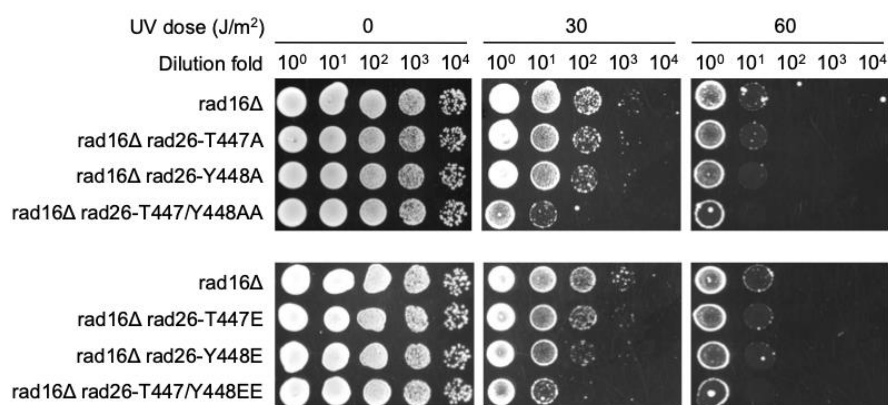 UV dose (J/m²) 0 30 60
Dilution fold 10⁰ 10¹ 10² 10³ 10⁴ 10⁰ 10¹ 10² 10³ 10⁴ 10⁰ 10¹ 10² 10³ 10⁴
rad16Δ
rad16Δ rad26-T447A
rad16Δ rad26-Y448A
rad16Δ rad26-T447/Y448AA
rad16Δ
rad16Δ rad26-T447E
rad16Δ rad26-Y448E
rad16Δ rad26-T447/Y448EE